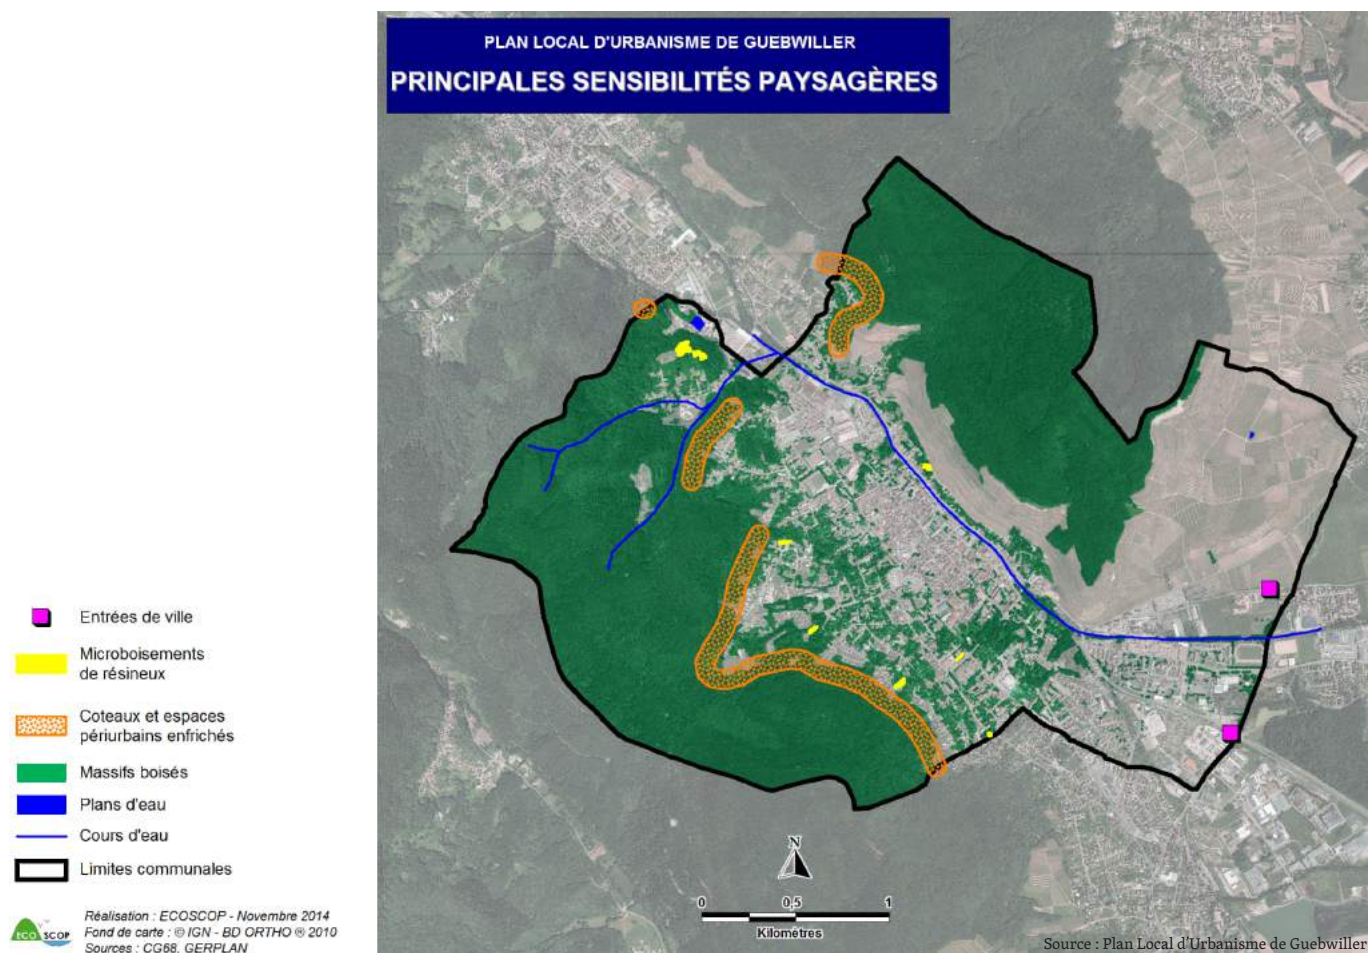 PLAN LOCAL D'URBANISME DE GUEBWILLER
PRINCIPALES SENSIBILITÉS PAYSAGÈRES
Entrées de ville
Microboisements
de résineux
Coteaux et espaces
périurbains enfrichés
Massifs boisés
Plans d'eau
Cours d'eau
Limites communales
ECO SCOP
Réalisation : ECOSCOP - Novembre 2014
Fond de carte : © IGN - BD ORTHO ® 2010
Sources : CG68, GERPLAN
N
0 0,5 1
Kilomètres
Source : Plan Local d'Urbanisme de Guebwiller